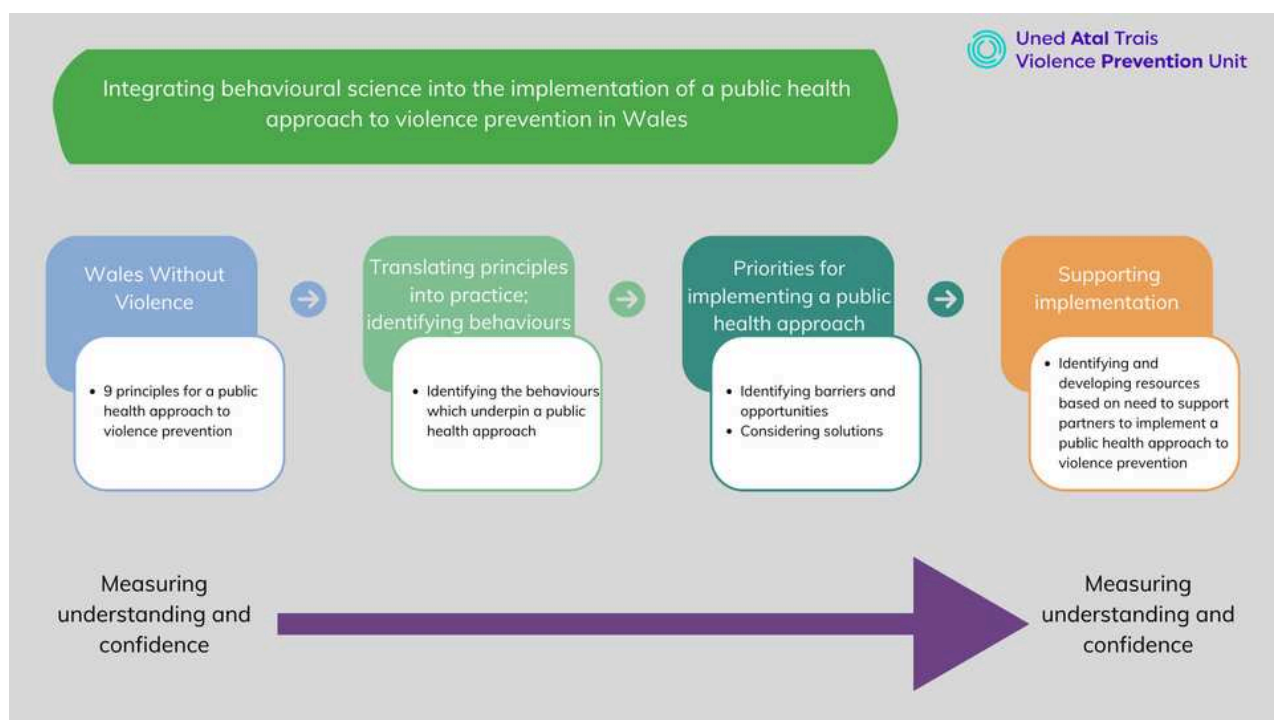 Uned Atal Trais
Violence Prevention Unit
Integrating behavioural science into the implementation of a public health
approach to violence prevention in Wales
Wales Without
Violence
• 9 principles for a public
health approach to
violence prevention
Translating principles
into practice;
identifying behaviours
• Identifying the behaviours
which underpin a public
health approach
Priorities for
implementing a public
health approach
• Identifying barriers and
opportunities
• Considering solutions
Supporting
implementation
• Identifying and
developing resources
based on need to support
partners to implement a
public health approach to
violence prevention
Measuring
understanding and
confidence
Measuring
understanding and
confidence